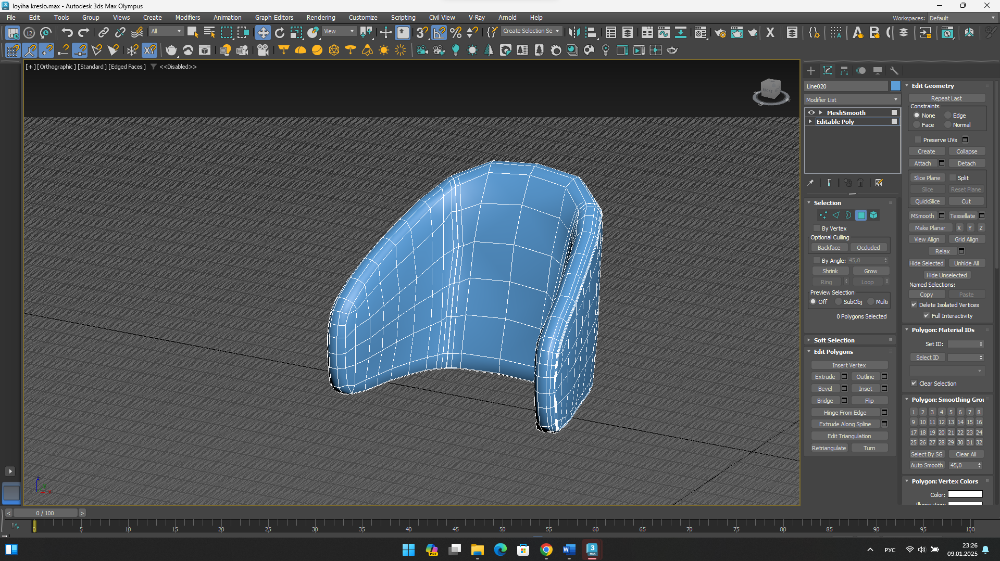 loyiha kreslo.max - Autodesk 3ds Max Olympus
File Edit Tools Group Views Create Modifiers Animation Graph Editors Rendering Customize Scripting Civil View V-Ray Arnold Help
Workspaces: Default
12 All View 3 Create Selection Se
[+] [Orthographic] [Standard] [Edged Faces] <<Disabled>>
FRONT
Line020
Modifier List
MeshSmooth
Editable Poly
Selection
By Vertex
Optional Culling
Backface Occluded
By Angle: 45,0
Shrink Grow
Ring Loop
Preview Selection
Off SubObj Multi
0 Polygons Selected
Soft Selection
Edit Polygons
Insert Vertex
Extrude Outline
Bevel Inset
Bridge Flip
Hinge From Edge
Extrude Along Spline
Edit Triangulation
Retriangulate Turn
Edit Geometry
Repeat Last
Constraints
None Edge
Face Normal
Preserve UVs
Create Collapse
Attach Detach
Slice Plane Split
Slice Reset Plane
QuickSlice Cut
MSmooth Tessellate
Make Planar X Y Z
View Align Grid Align
Relax
Hide Selected Unhide All
Hide Unselected
Named Selections:
Copy Paste
Delete Isolated Vertices
Full Interactivity
Polygon: Material IDs
Set ID:
Select ID
Clear Selection
Polygon: Smoothing Grou
1 2 3 4 5 6 7 8
9 10 11 12 13 14 15 16
17 18 19 20 21 22 23 24
25 26 27 28 29 30 31 32
Select By SG Clear All
Auto Smooth 45,0
Polygon: Vertex Colors
Color:
Illumination:
z
y
x
< 0 / 100 >
0 5 10 15 20 25 30 35 40 45 50 55 60 65 70 75 80 85 90 95 100
PRE W 3 MAX
РУС
23:26
09.01.2025